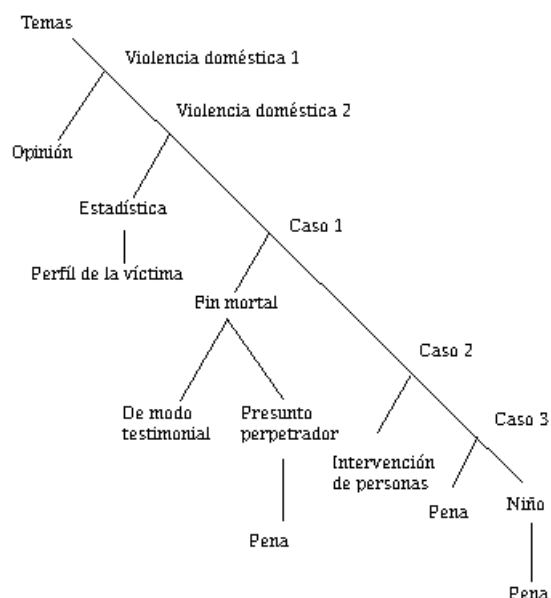 Temas
Violencia doméstica 1
Violencia doméstica 2
Opinión
Estadística
Caso 1
Perfíl de la víctima
Fin mortal
Caso 2
De modo
testimonial
Presunto
perpetrador
Caso 3
Intervención
de personas
Pena
Niño
Pena
Pena